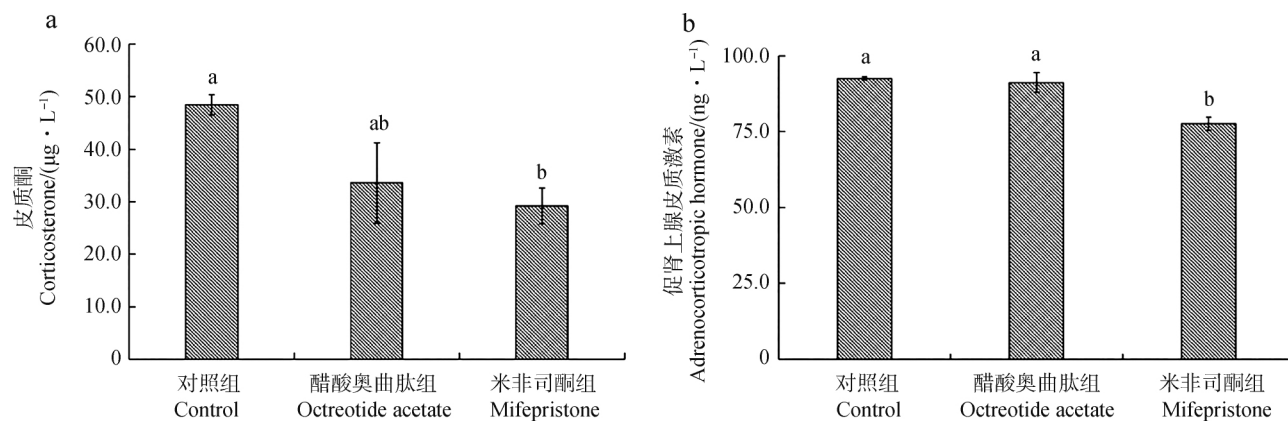 a
60.0
50.0
40.0
30.0
20.0
10.0
0
皮质酮
Corticosterone/(μg·L⁻¹)
a
ab
b
对照组
Control
醋酸奥曲肽组
Octreotide acetate
米非司酮组
Mifepristone
b
100.0
75.0
50.0
25.0
0
促肾上腺皮质激素
Adrenocorticotropic hormone/(ng·L⁻¹)
a
a
b
对照组
Control
醋酸奥曲肽组
Octreotide acetate
米非司酮组
Mifepristone